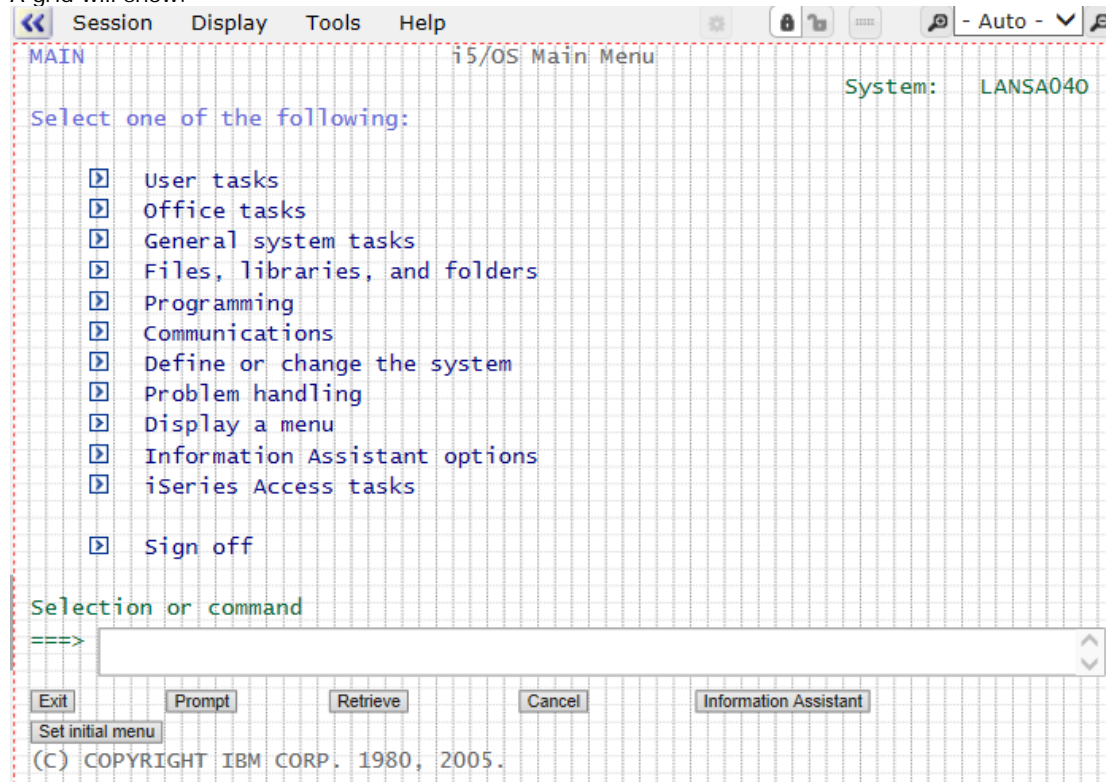 Session Display Tools Help - Auto -
MAIN i5/OS Main Menu
System: LANSA04O
Select one of the following:
User tasks
Office tasks
General system tasks
Files, libraries, and folders
Programming
Communications
Define or change the system
Problem handling
Display a menu
Information Assistant options
iSeries Access tasks
Sign off
Selection or command
===>
Exit Prompt Retrieve Cancel Information Assistant
Set initial menu
(C) COPYRIGHT IBM CORP. 1980, 2005.